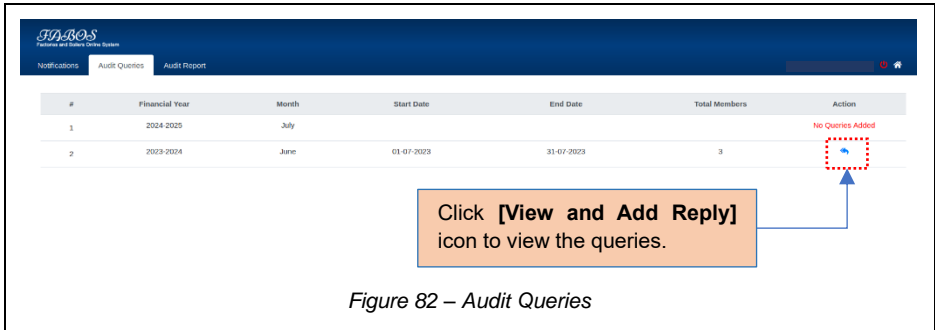 FABOS
Factories and Boilers Online System
Notifications Audit Queries Audit Report
# Financial Year Month Start Date End Date Total Members Action
1 2024-2025 July No Queries Added
2 2023-2024 June 01-07-2023 31-07-2023 3
Click [View and Add Reply]
icon to view the queries.
Figure 82 – Audit Queries